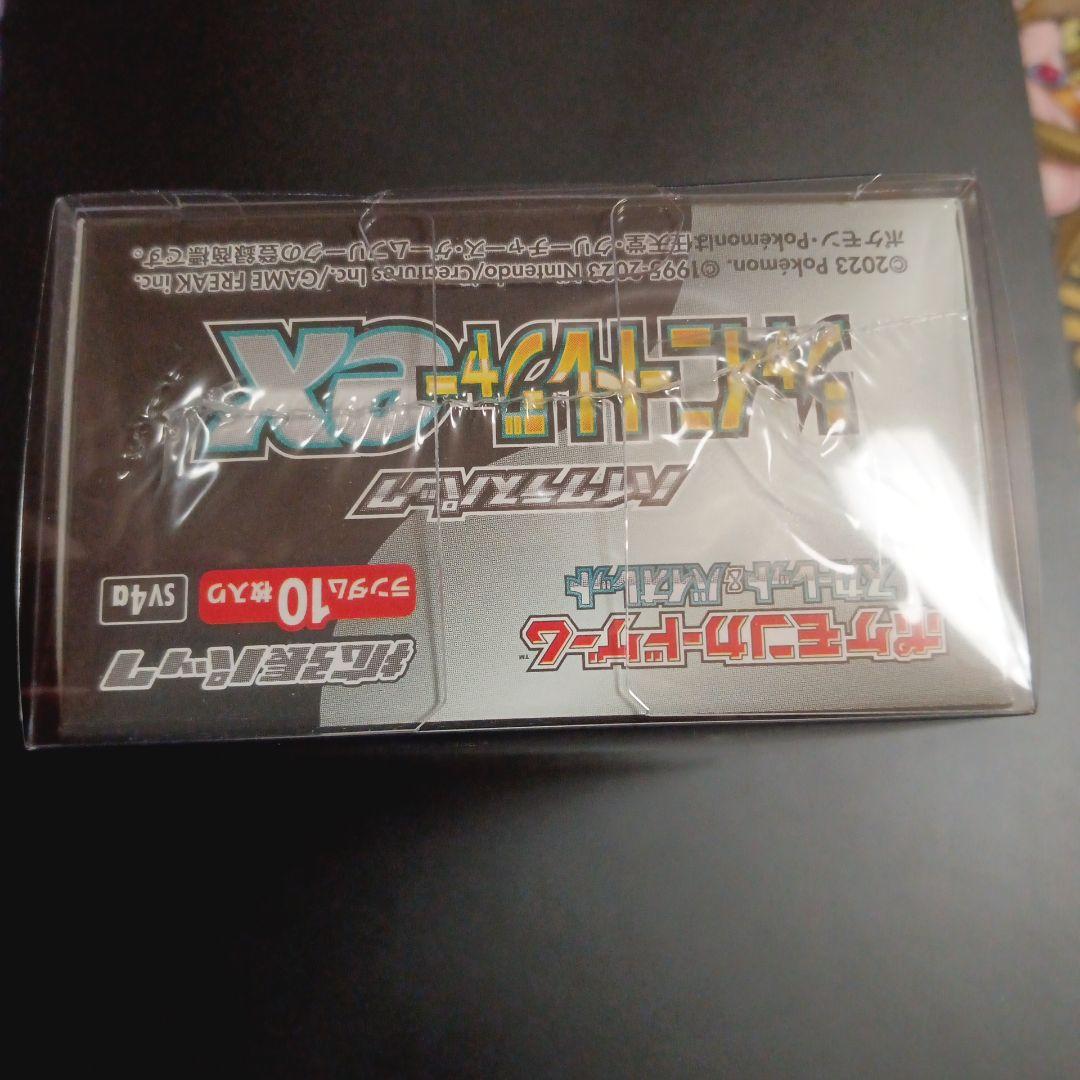 ポケモンカードゲーム™
スカーレット&バイオレット
拡張パック
ランダム10枚入り
SV4a
ハイクラスパック
シャイニートレジャーex
©2023 Pokémon. ©1995-2023 Nintendo/Creatures Inc./GAME FREAK inc.
ポケモン・Pokémonは任天堂・クリーチャーズ・ゲームフリークの登録商標です。